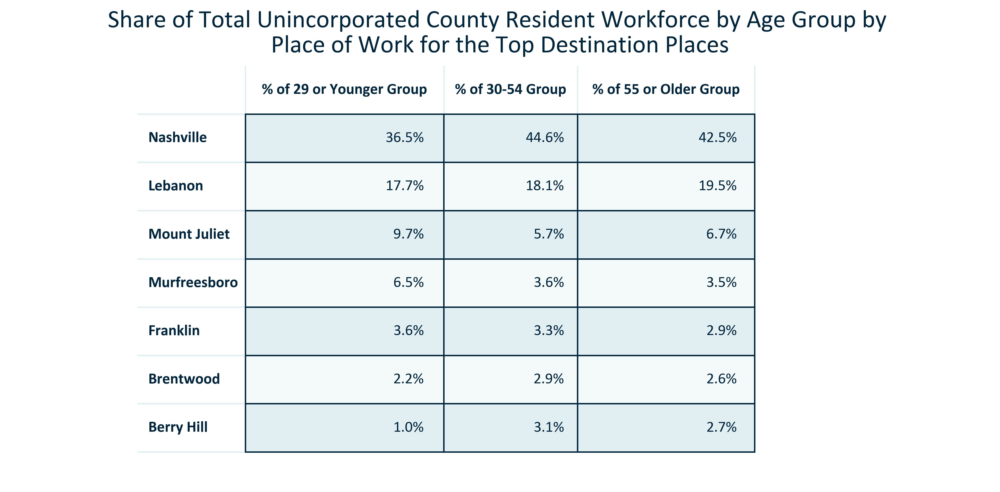 Share of Total Unincorporated County Resident Workforce by Age Group by
Place of Work for the Top Destination Places
% of 29 or Younger Group % of 30-54 Group % of 55 or Older Group
Nashville 36.5% 44.6% 42.5%
Lebanon 17.7% 18.1% 19.5%
Mount Juliet 9.7% 5.7% 6.7%
Murfreesboro 6.5% 3.6% 3.5%
Franklin 3.6% 3.3% 2.9%
Brentwood 2.2% 2.9% 2.6%
Berry Hill 1.0% 3.1% 2.7%